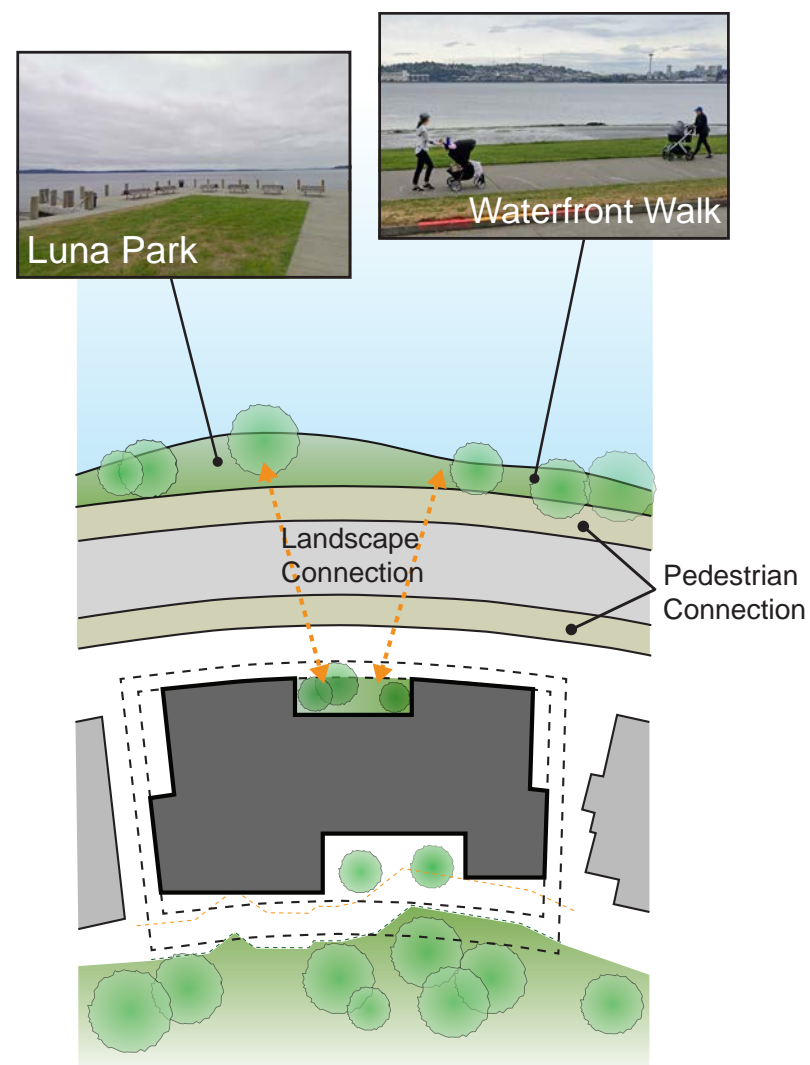 Luna Park
Waterfront Walk
Landscape
Connection
Pedestrian
Connection